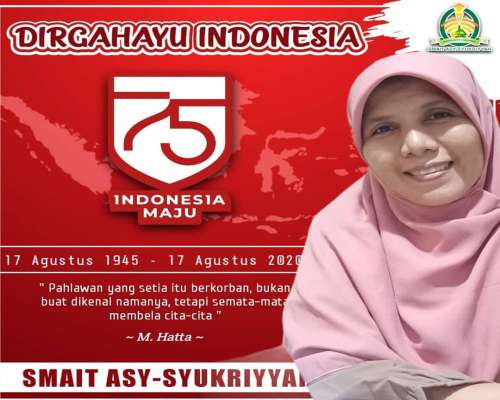 DIRGAHAYU INDONESIA
75
INDONESIA
MAJU
17 Agustus 1945 - 17 Agustus 2020
" Pahlawan yang setia itu berkorban, bukan
buat dikenal namanya, tetapi semata-mata
membela cita-cita "
~ M. Hatta ~
SMAIT ASY-SYUKRIYYAH